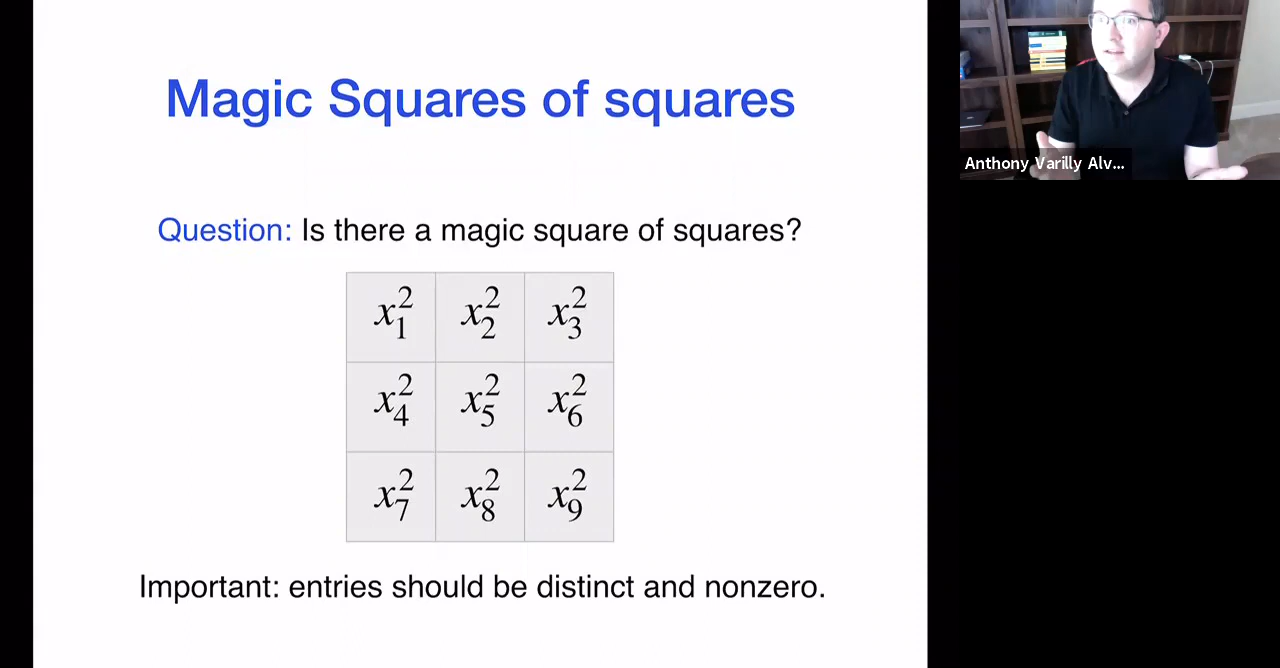 Magic Squares of squares
Anthony Varilly Alv...
Question: Is there a magic square of squares?
x₁² x₂² x₃²
x₄² x₅² x₆²
x₇² x₈² x₉²
Important: entries should be distinct and nonzero.